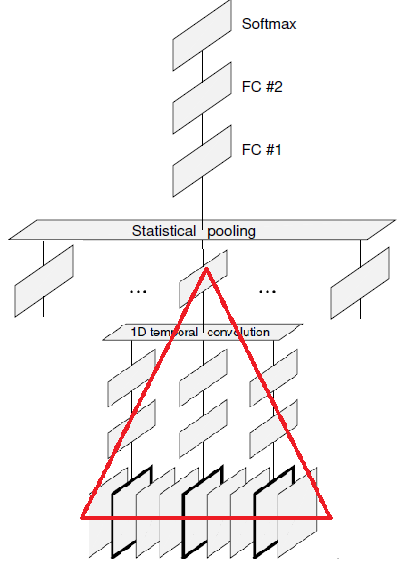 Softmax
FC #2
FC #1
Statistical pooling
...
...
1D temporal convolution